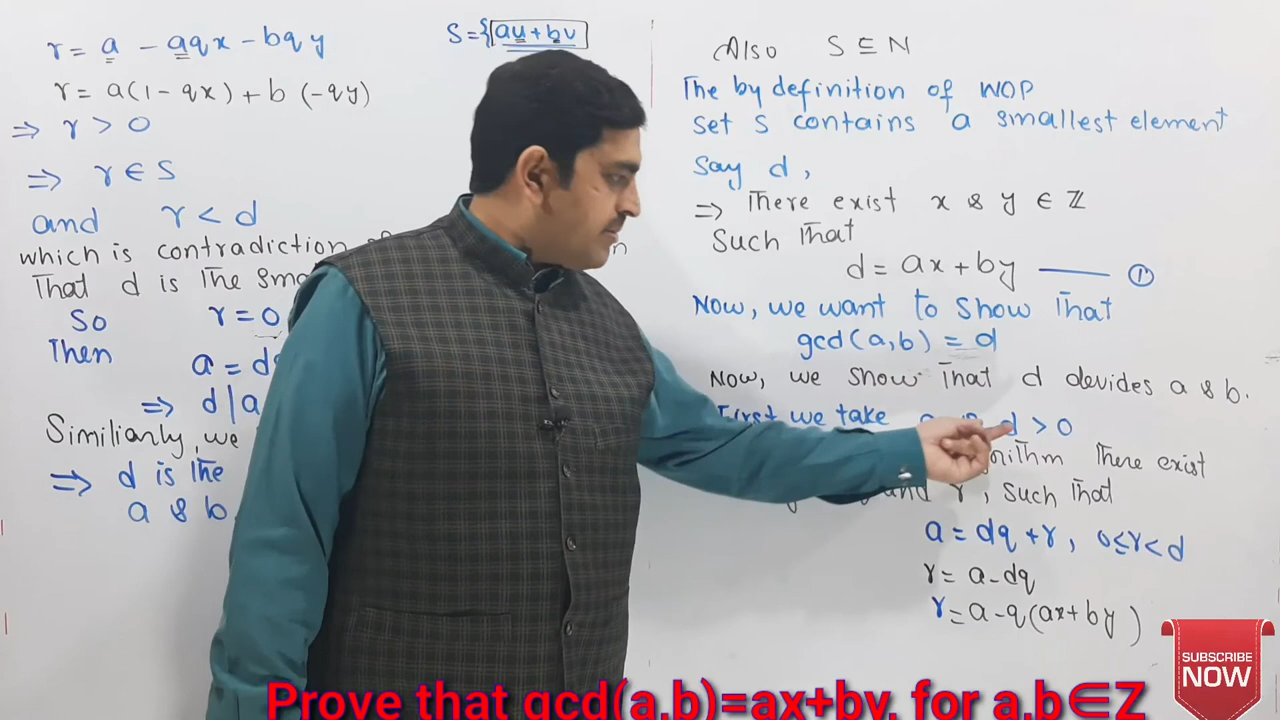 r = a - aqx - bqy
r = a(1 - qx) + b (-qy)
⇒ r > 0
⇒ r ∈ S
and r < d
which is contradiction
That d is The
So r = 0
Then
a = d
⇒ d | a
Similianly, we
⇒ d is The
a & b
S = { au + bv
Also S ⊆ N
The by definition of WOP
Set S contains a smallest element
Say d,
⇒ There exist x & y ∈ ℤ
Such That
d = ax + by —— ①
Now, we want to Show That
gcd(a,b) = d
Now, we Show That d devides a & b.
First we take d > 0
There exist
and r, Such That
a = dq + r, 0 ≤ r < d
r = a - dq
r = a - q(ax + by)
SUBSCRIBE
NOW
Prove that gcd(a,b)=ax+by, for a,b∈Z